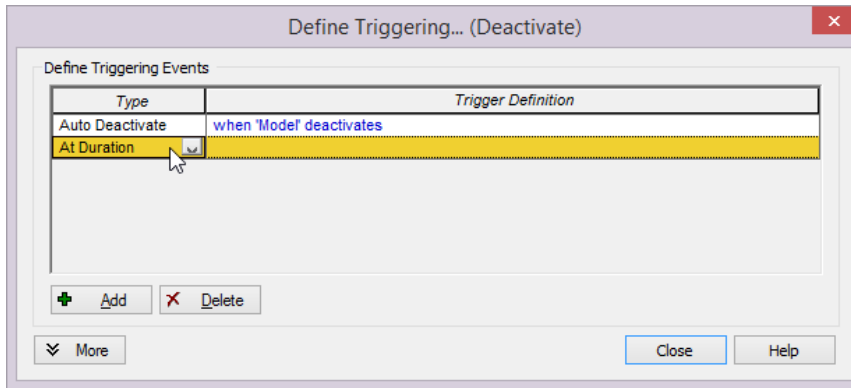 Define Triggering... (Deactivate)
Define Triggering Events
Type Trigger Definition
Auto Deactivate when 'Model' deactivates
At Duration
Add Delete
More Close Help